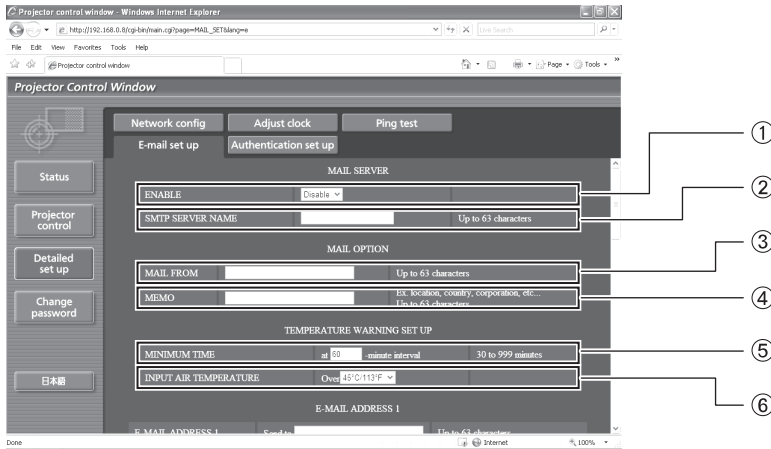 Projector control window - Windows Internet Explorer
http://192.168.0.8/cgi-bin/main.cgi?page=MAIL_SET&lang=e
Live Search
File Edit View Favorites Tools Help
Projector control window
Page Tools
Projector Control Window
Network config Adjust clock Ping test
E-mail set up Authentication set up
Status
Projector control
Detailed set up
Change password
日本語
MAIL SERVER
ENABLE Disable
①
SMTP SERVER NAME Up to 63 characters
②
MAIL OPTION
MAIL FROM Up to 63 characters
③
MEMO Ex. location, country, corporation, etc...
Up to 63 characters
④
TEMPERATURE WARNING SET UP
MINIMUM TIME at 60 -minute interval 30 to 999 minutes
⑤
INPUT AIR TEMPERATURE Over 45°C/113°F
⑥
E-MAIL ADDRESS 1
E-MAIL ADDRESS 1 Send to Up to 63 characters
Done Internet 100%